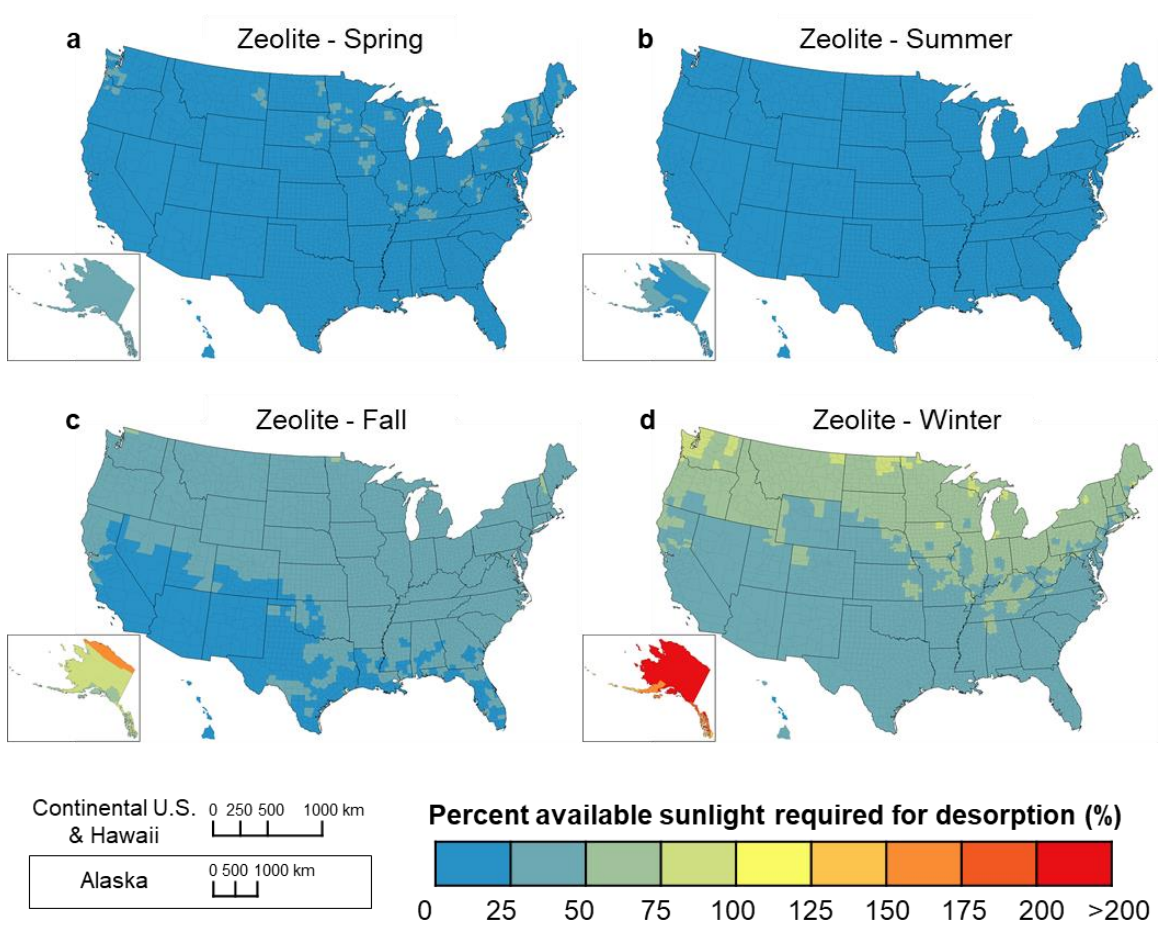 a
Zeolite - Spring
b
Zeolite - Summer
c
Zeolite - Fall
d
Zeolite - Winter
Continental U.S.
& Hawaii
0 250 500 1000 km
Alaska
0 500 1000 km
Percent available sunlight required for desorption (%)
0 25 50 75 100 125 150 175 200 >200